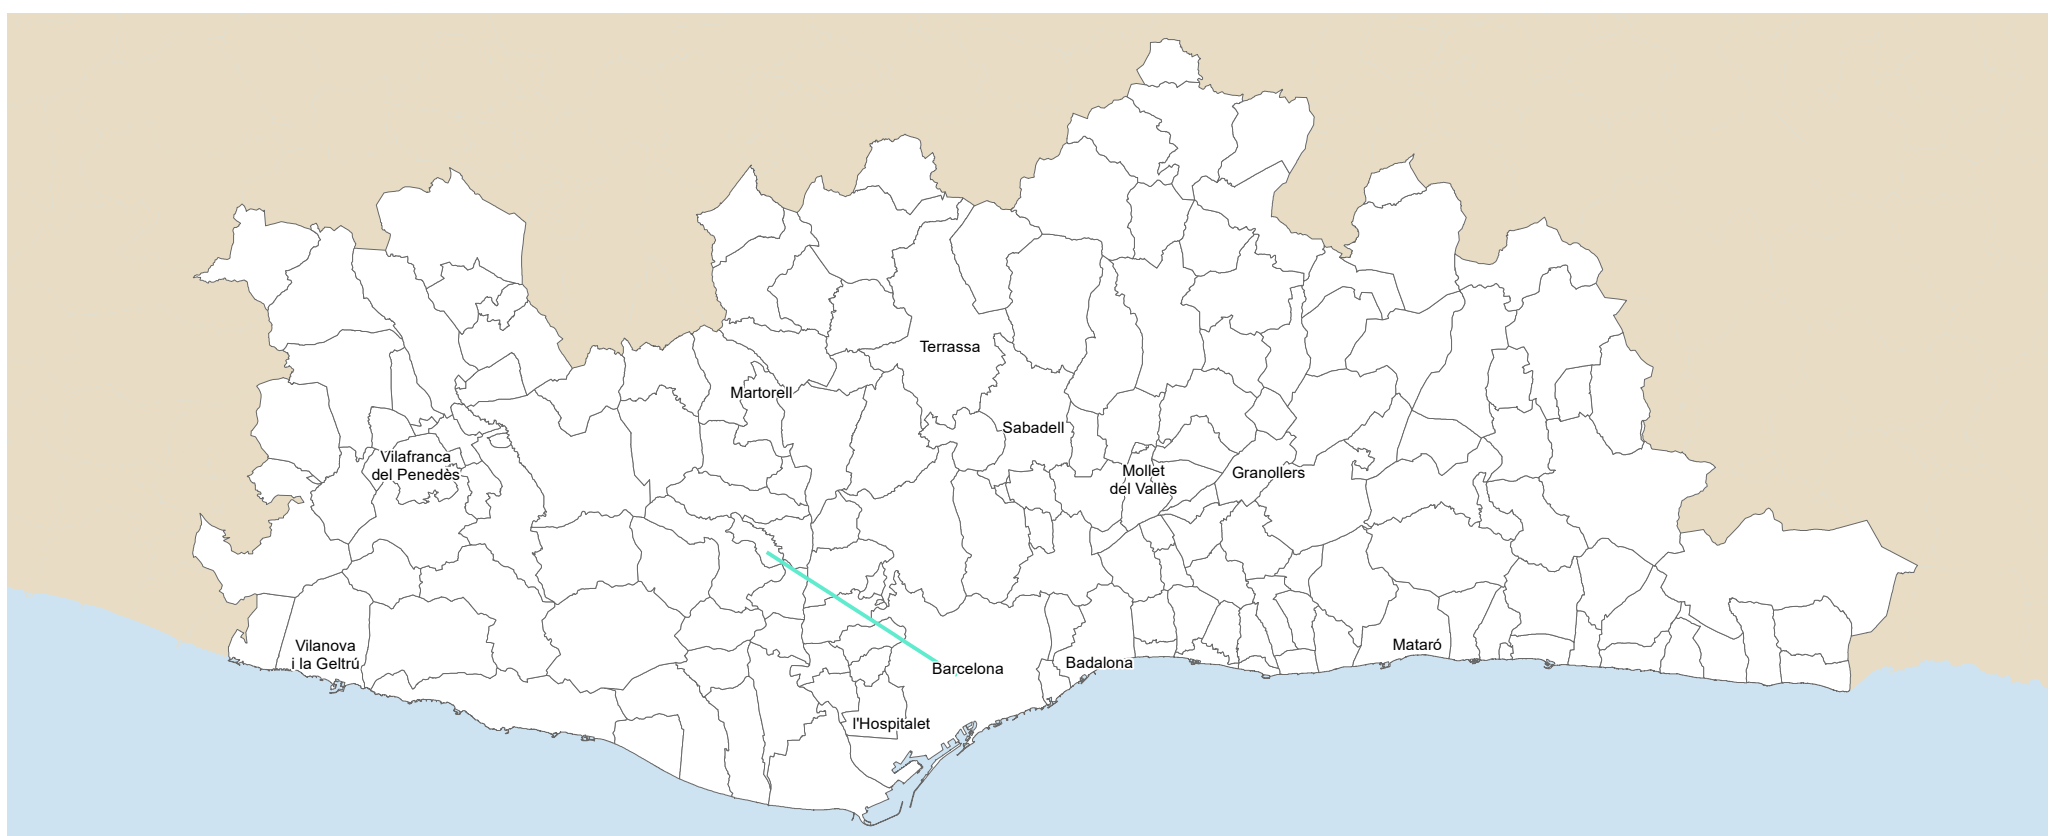 Terrassa
Martorell
Sabadell
Vilafranca
del Penedès
Mollet
del Vallès
Granollers
Vilanova
i la Geltrú
Mataró
Badalona
Barcelona
l'Hospitalet